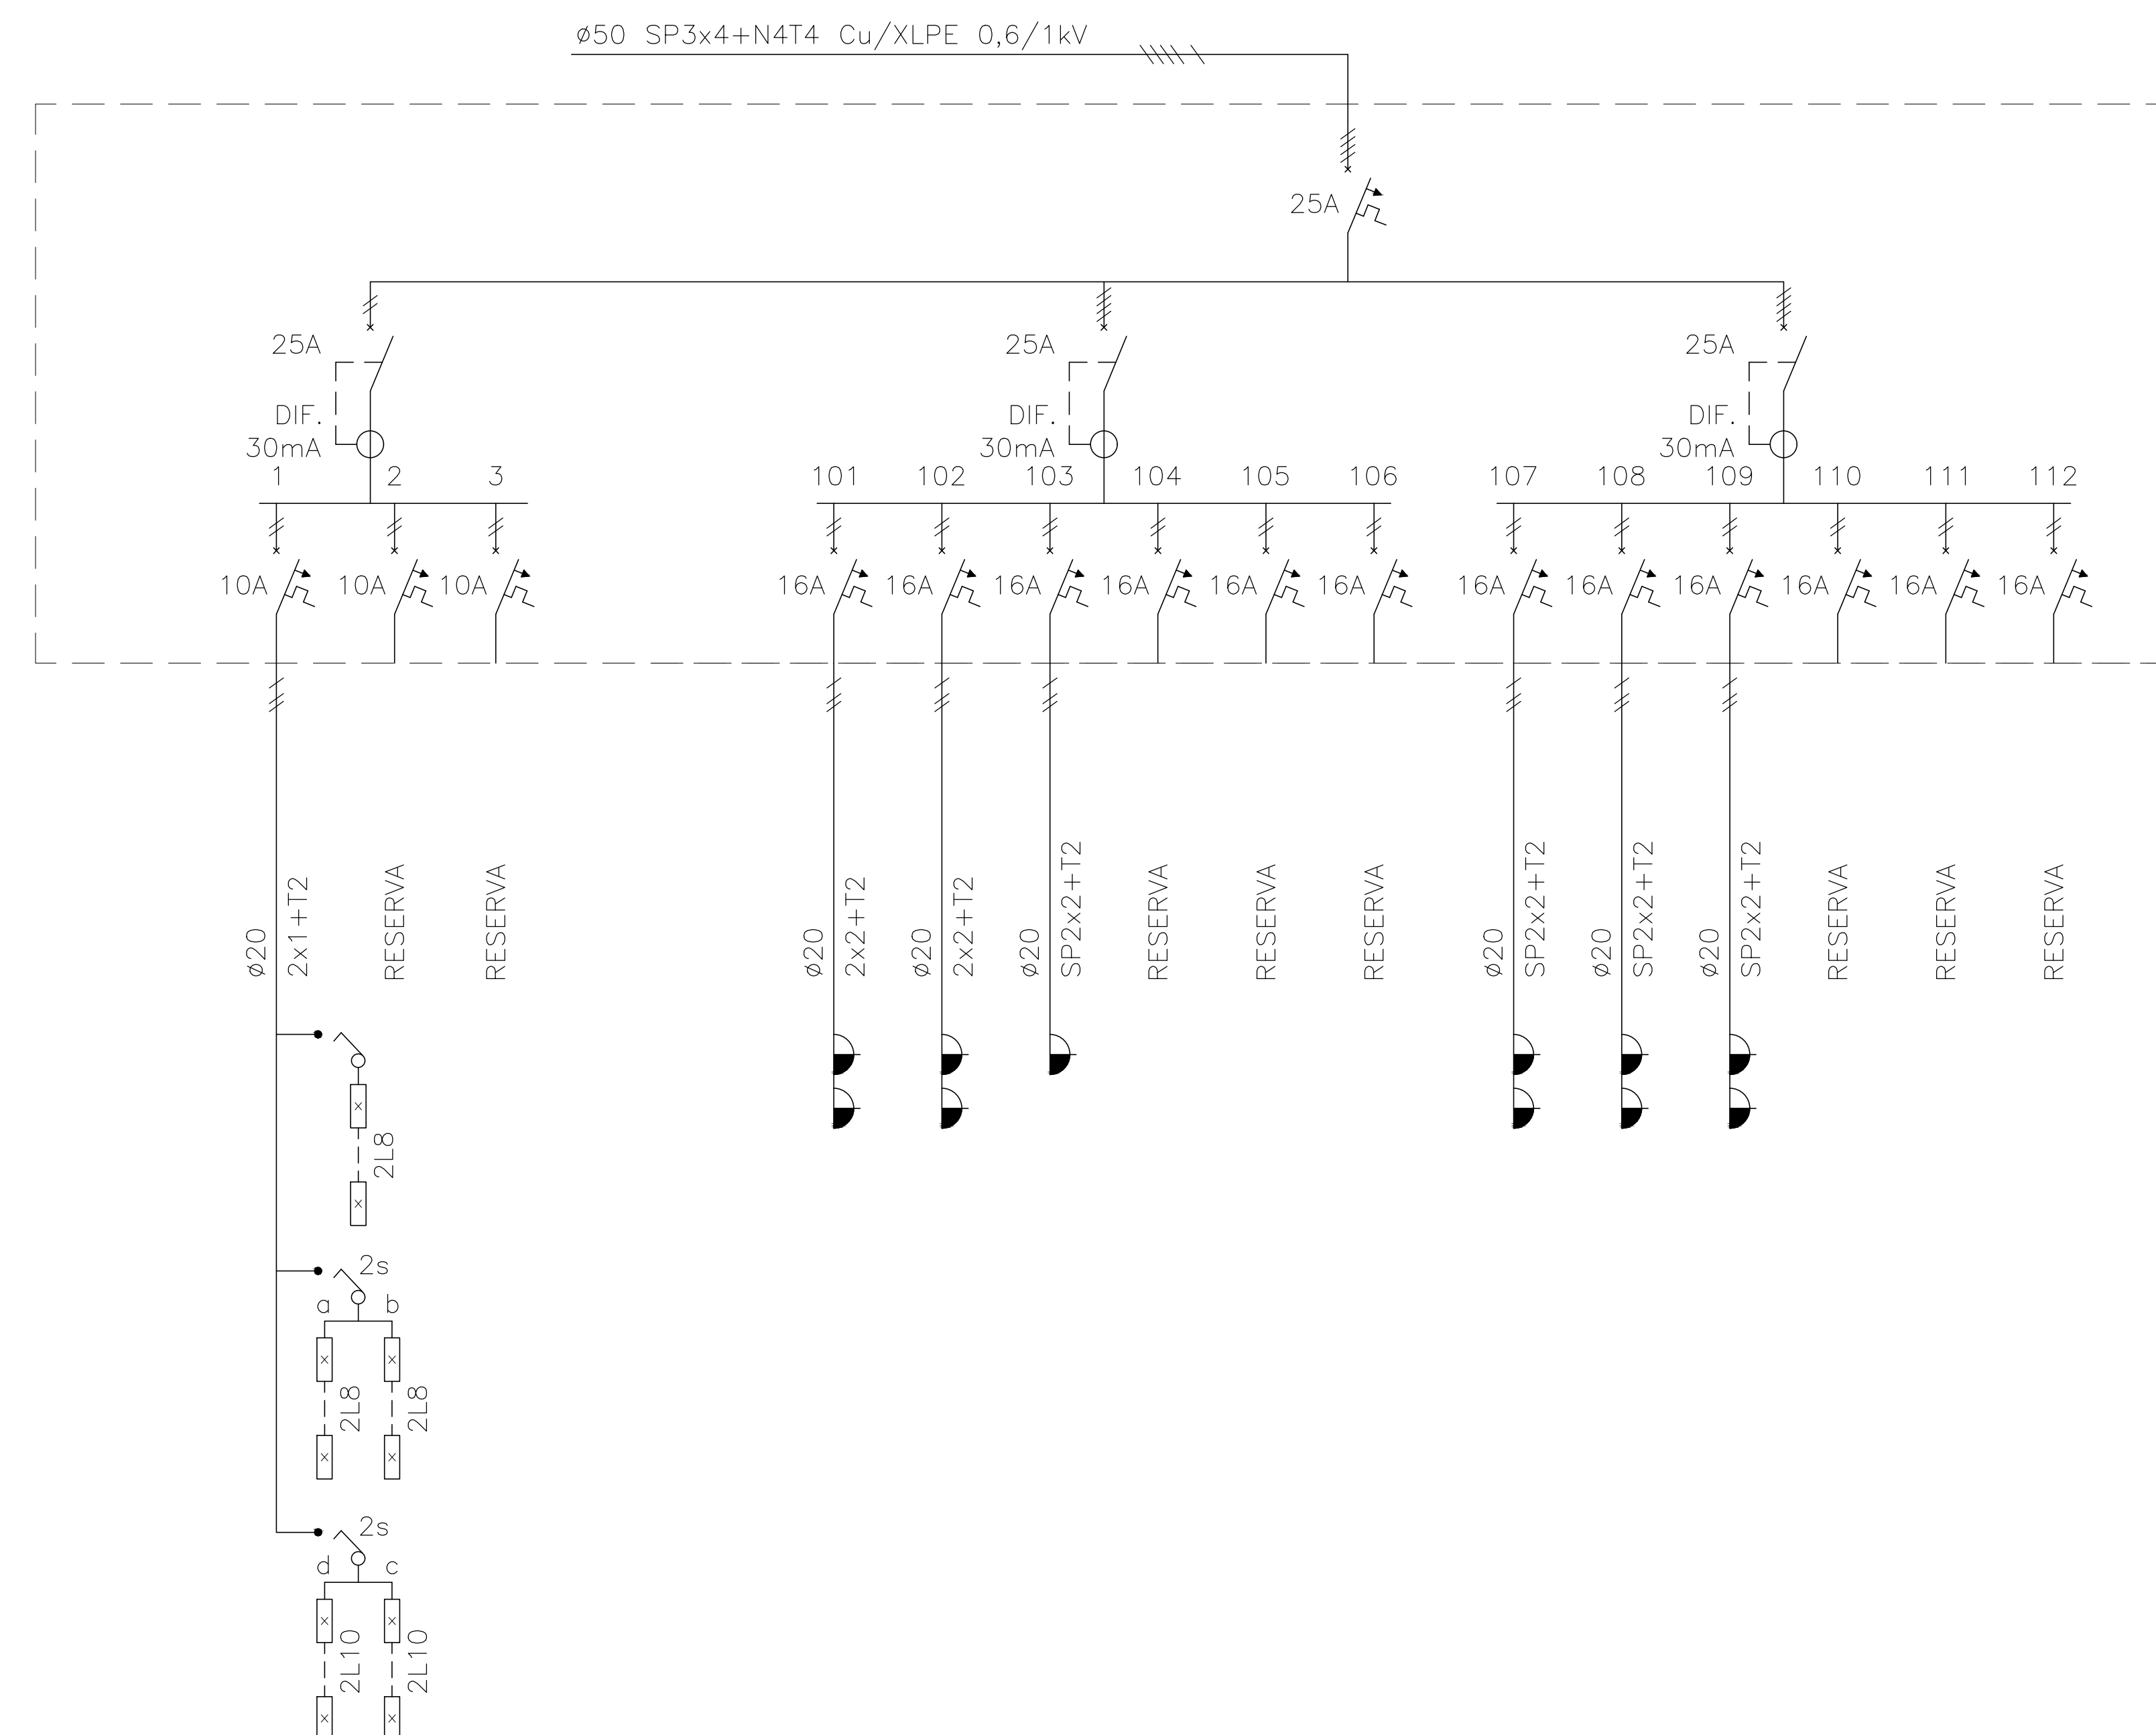 ø50 SP3x4+N4T4 Cu/XLPE 0,6/1kV
25A
25A
25A
25A
DIF.
30mA
DIF.
30mA
DIF.
30mA
1 2 3 101 102 103 104 105 106 107 108 109 110 111 112
10A 10A 10A 16A 16A 16A 16A 16A 16A 16A 16A 16A 16A 16A 16A
ø20
2x1+T2
RESERVA
RESERVA
ø20
2x2+T2
ø20
2x2+T2
ø20
SP2x2+T2
RESERVA
RESERVA
RESERVA
ø20
SP2x2+T2
ø20
SP2x2+T2
ø20
SP2x2+T2
RESERVA
RESERVA
RESERVA
2L8
2s
a b
2L8
2L8
2s
d c
2L10
2L10